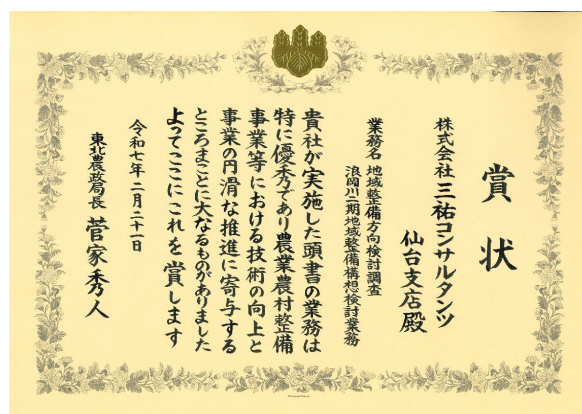 賞状
株式会社三祐コンサルタンツ
仙台支店殿
業務名 地域整備方向検討調査
浪岡川二期地域整備構想検討業務
貴社が実施した頭書の業務は
特に優秀であり農業農村整備
事業等における技術の向上と
事業の円滑な推進に寄与する
ところまことに大なるものがありました
よってここにこれを賞します
令和七年二月二十一日
東北農政局長 菅家秀人